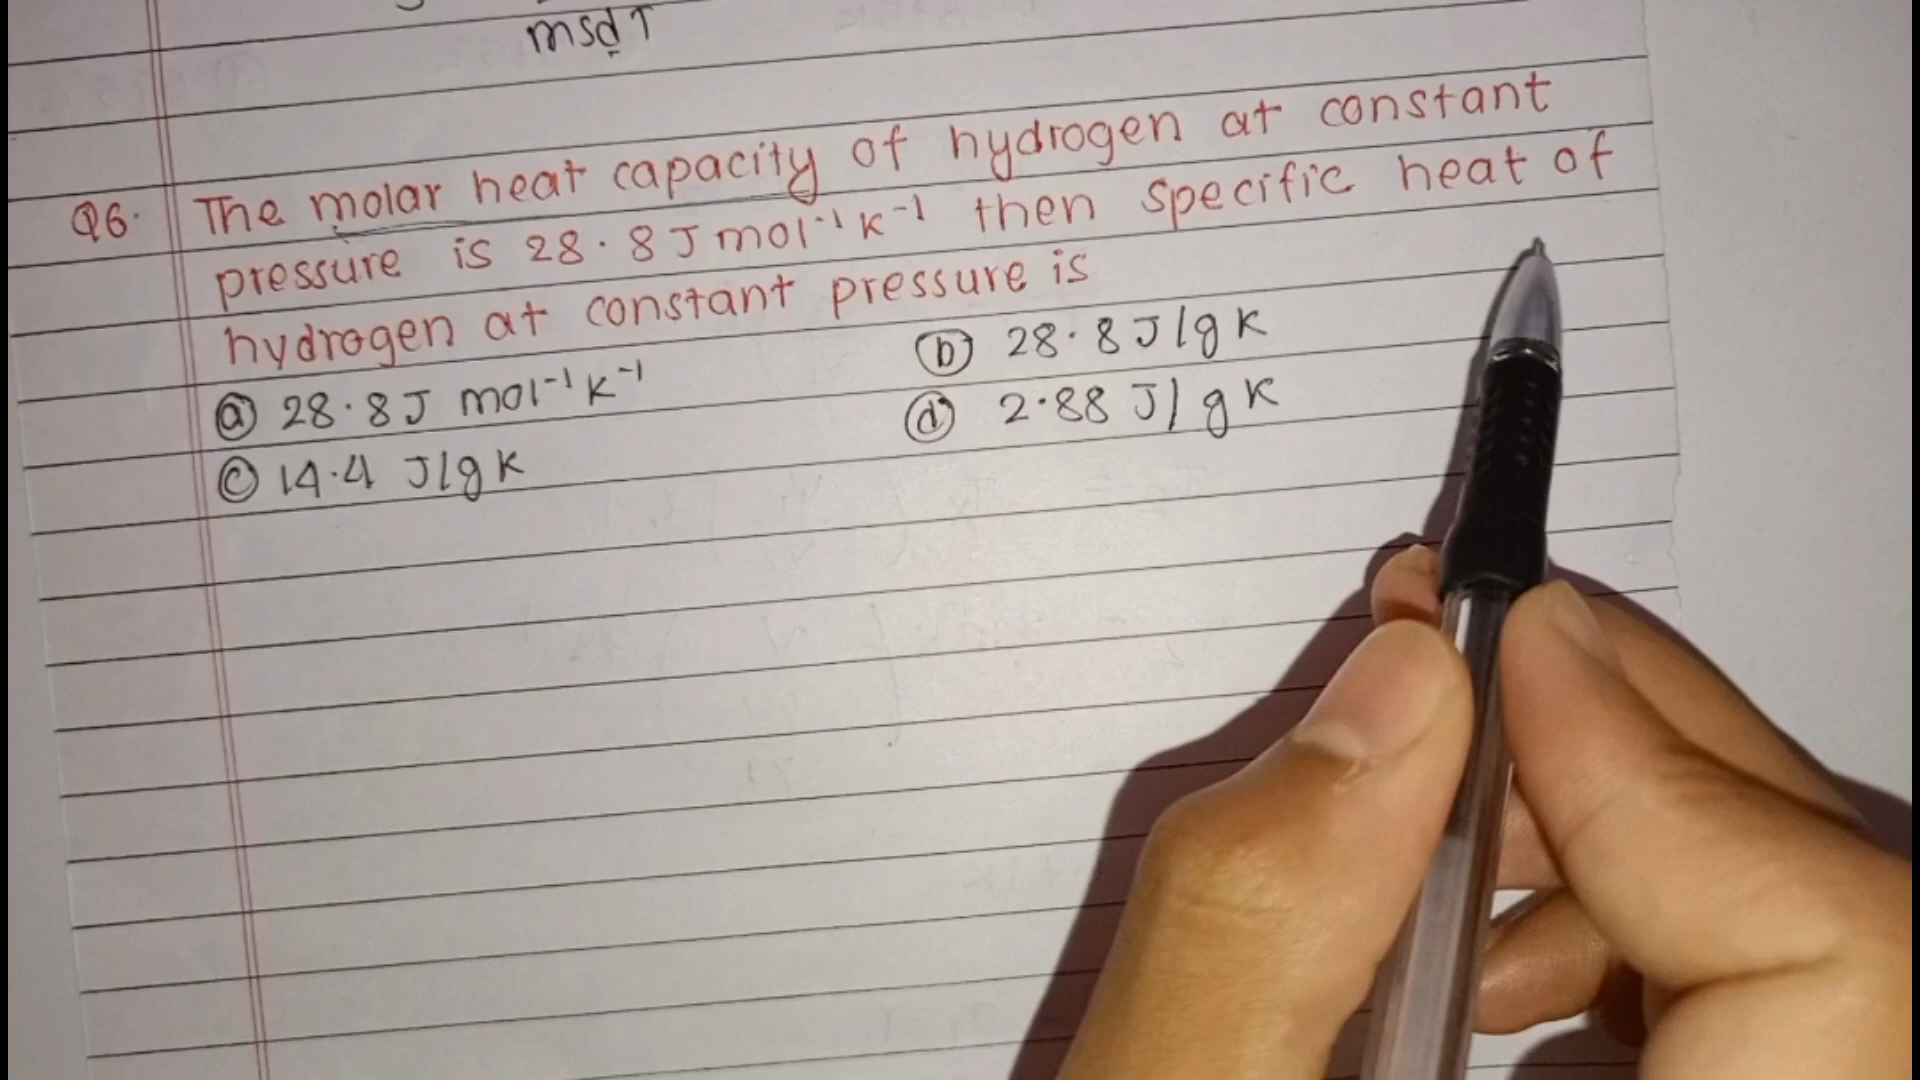 msdT
Q6. The molar heat capacity of hydrogen at constant
pressure is 28.8 J mol⁻¹ K⁻¹ then specific heat of
hydrogen at constant pressure is
ⓐ 28.8 J mol⁻¹ K⁻¹ ⓑ 28.8 J/g K
ⓒ 14.4 J/g K ⓓ 2.88 J/g K